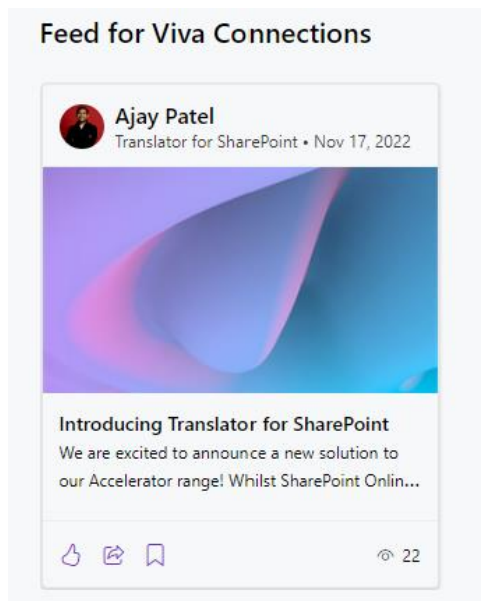 Feed for Viva Connections
Ajay Patel
Translator for SharePoint • Nov 17, 2022
Introducing Translator for SharePoint
We are excited to announce a new solution to
our Accelerator range! Whilst SharePoint Onlin...
22